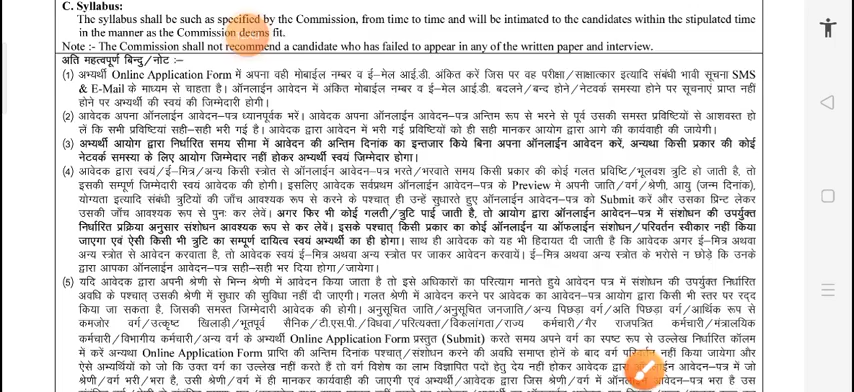 C. Syllabus:
The syllabus shall be such as specified by the Commission, from time to time and will be intimated to the candidates within the stipulated time
in the manner as the Commission deems fit.
Note :- The Commission shall not recommend a candidate who has failed to appear in any of the written paper and interview.
अति महत्वपूर्ण बिन्दु/नोट :–
(1) अभ्यर्थी Online Application Form में अपना वही मोबाईल नम्बर व ई–मेल आई.डी. अंकित करें जिस पर वह परीक्षा/साक्षात्कार इत्यादि संबंधी भावी सूचना SMS
& E-Mail के माध्यम से चाहता है। ऑनलाईन आवेदन में अंकित मोबाईल नम्बर व ई–मेल आई.डी. बदलने/बन्द होने/नेटवर्क समस्या होने पर सूचनाएं प्राप्त नहीं
होने पर अभ्यर्थी की स्वयं की जिम्मेदारी होगी।
(2) आवेदक अपना ऑनलाईन आवेदन–पत्र ध्यानपूर्वक भरें। आवेदक अपना आवेदन–पत्र अन्तिम रूप से भरने से पूर्व उसकी समस्त प्रविष्टियों से आशवस्त हो
लें कि सभी प्रविष्टियां सही–सही भरी गई है। आवेदक द्वारा आवेदन में भरी गई प्रविष्टियों को ही सही मानकर आयोग द्वारा आगे की कार्यवाही की जायेगी।
(3) अभ्यर्थी आयोग द्वारा निर्धारित समय सीमा में आवेदन की अन्तिम दिनांक का इन्तजार किये बिना अपना ऑनलाईन आवेदन करें, अन्यथा किसी प्रकार की कोई
नेटवर्क समस्या के लिए आयोग जिम्मेदार नहीं होकर अभ्यर्थी स्वयं जिम्मेदार होगा।
(4) आवेदक द्वारा स्वयं/ई–मित्र/अन्य किसी स्त्रोत से ऑनलाईन आवेदन–पत्र भरते/भरवाते समय किसी प्रकार की कोई गलत प्रविष्टि/भूलवश त्रुटि हो जाती है, तो
इसकी सम्पूर्ण जिम्मेदारी स्वयं आवेदक की होगी। इसलिए आवेदक सर्वप्रथम ऑनलाईन आवेदन–पत्र के Preview मे अपनी जाति/वर्ग/श्रेणी, आयु (जन्म दिनांक),
योग्यता इत्यादि संबंधी त्रुटियों की जाँच आवश्यक रूप से करने के पश्चात् ही उन्हें सुधारते हुए ऑनलाईन आवेदन–पत्र को Submit करें और उसका प्रिन्ट लेकर
उसकी जाँच आवश्यक रूप से पुनः कर लेवें। अगर फिर भी कोई गलती/त्रुटि पाई जाती है, तो आयोग द्वारा ऑनलाईन आवेदन–पत्र में संशोधन की उपर्युक्त
निर्धारित प्रक्रिया अनुसार संशोधन आवश्यक रूप से कर लेवें। इसके पश्चात् किसी प्रकार का कोई ऑनलाईन या ऑफलाईन संशोधन/परिवर्तन स्वीकार नहीं किया
जाएगा एवं ऐसी किसी भी त्रुटि का सम्पूर्ण दायित्व स्वयं अभ्यर्थी का ही होगा। साथ ही आवेदक को यह भी हिदायत दी जाती है कि आवेदक अगर ई–मित्र अथवा
अन्य स्त्रोत से आवेदन करवाता है, तो आवेदक स्वयं ई–मित्र अथवा अन्य स्त्रोत पर जाकर आवेदन करवायें। ई–मित्र अथवा अन्य स्त्रोत के भरोसे न छोड़े कि उनके
द्वारा आपका ऑनलाईन आवेदन–पत्र सही–सही भर दिया होगा/जायेगा।
(5) यदि आवेदक द्वारा अपनी श्रेणी से भिन्न श्रेणी में आवेदन किया जाता है तो इसे अधिकारों का परित्याग मानते हुये आवेदन पत्र में संशोधन की उपर्युक्त निर्धारित
अवधि के पश्चात् उसकी श्रेणी में सुधार की सुविधा नहीं दी जाएगी। गलत श्रेणी में आवेदन करने पर आवेदक का आवेदन–पत्र आयोग द्वारा किसी भी स्तर पर रद्द
किया जा सकता है, जिसकी समस्त जिम्मेदारी आवेदक की होगी। अनुसूचित जाति/अनुसूचित जनजाति/अन्य पिछड़ा वर्ग/अति पिछड़ा वर्ग/आर्थिक रूप से
कमजोर वर्ग/उत्कृष्ट खिलाड़ी/भूतपूर्व सैनिक/टी.एस.पी./विधवा/परित्यक्ता/विकलांगता/राज्य कर्मचारी/गैर राजपत्रित कर्मचारी/मंत्रालयिक
कर्मचारी/विभागीय कर्मचारी/अन्य वर्ग के अभ्यर्थी Online Application Form प्रस्तुत (Submit) करते समय अपने वर्ग का स्पष्ट रूप से उल्लेख निर्धारित कॉलम
में करें अन्यथा Online Application Form प्राप्ति की अन्तिम दिनांक पश्चात्/संशोधन करने की अवधि समाप्त होने के बाद वर्ग परिवर्तन नहीं किया जायेगा और
ऐसे अभ्यर्थियों को जो कि उक्त वर्ग का उल्लेख नहीं करते हैं तो वर्ग विशेष का लाभ विज्ञापित पदों हेतु देय नहीं होकर आवेदक द्वारा आवेदन–पत्र में जो
श्रेणी/वर्ग भरी/भरा है, उसी श्रेणी/वर्ग में ही मानकर कार्यवाही की जाएगी एवं अभ्यर्थी/आवेदक द्वारा जिस श्रेणी/वर्ग में आवेदन–पत्र भरा है उस